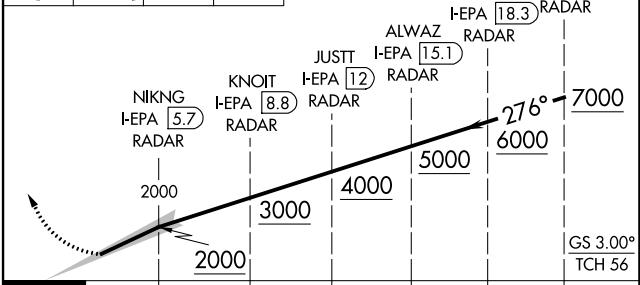 I-EPA 18.3 RADAR
RADAR
ALWAZ
I-EPA 15.1
RADAR
JUSTT
I-EPA 12
RADAR
KNOIT
I-EPA 8.8
RADAR
NIKNG
I-EPA 5.7
RADAR
276°
7000
6000
5000
4000
3000
2000
2000
GS 3.00°
TCH 56